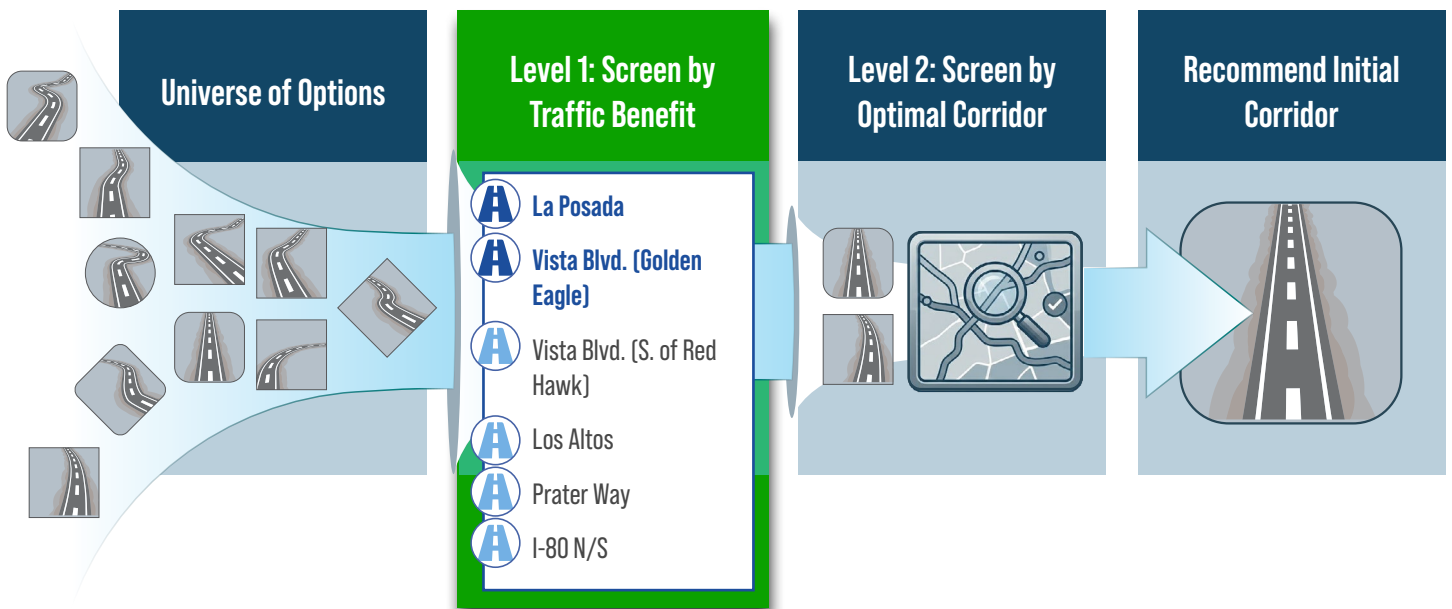 Universe of Options
Level 1: Screen by
Traffic Benefit
La Posada
Vista Blvd. (Golden
Eagle)
Vista Blvd. (S. of Red
Hawk)
Los Altos
Prater Way
I-80 N/S
Level 2: Screen by
Optimal Corridor
Recommend Initial
Corridor